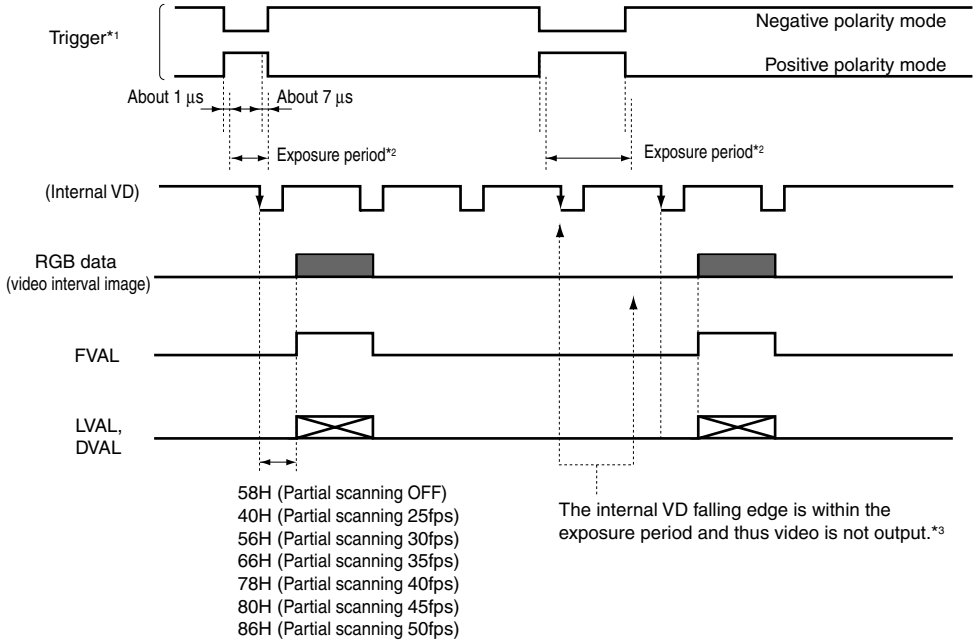 Negative polarity mode
Trigger*1
Positive polarity mode
About 1 μs
About 7 μs
Exposure period*2
Exposure period*2
(Internal VD)
RGB data
(video interval image)
FVAL
LVAL,
DVAL
58H (Partial scanning OFF)
40H (Partial scanning 25fps)
56H (Partial scanning 30fps)
66H (Partial scanning 35fps)
78H (Partial scanning 40fps)
80H (Partial scanning 45fps)
86H (Partial scanning 50fps)
The internal VD falling edge is within the
exposure period and thus video is not output.*3